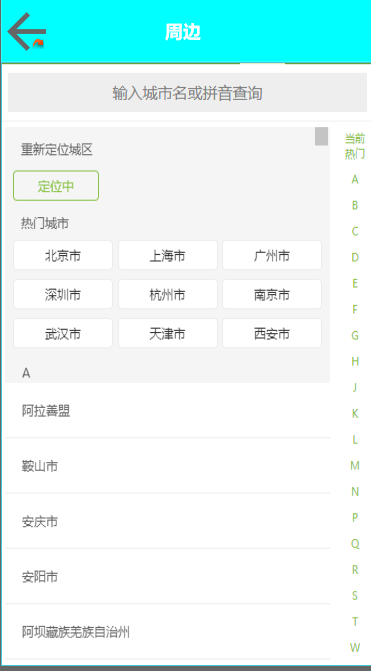 周边
输入城市名或拼音查询
重新定位城区
定位中
热门城市
北京市 上海市 广州市
深圳市 杭州市 南京市
武汉市 天津市 西安市
A
阿拉善盟
鞍山市
安庆市
安阳市
阿坝藏族羌族自治州
当前
热门
A
B
C
D
E
F
G
H
J
K
L
M
N
P
Q
R
S
T
W